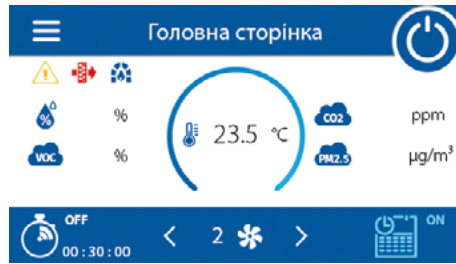 Головна сторінка
% %
23.5 °C
CO2 ppm
VOC %
PM2.5 µg/m³
OFF
00 : 30 : 00
< 2 >
ON